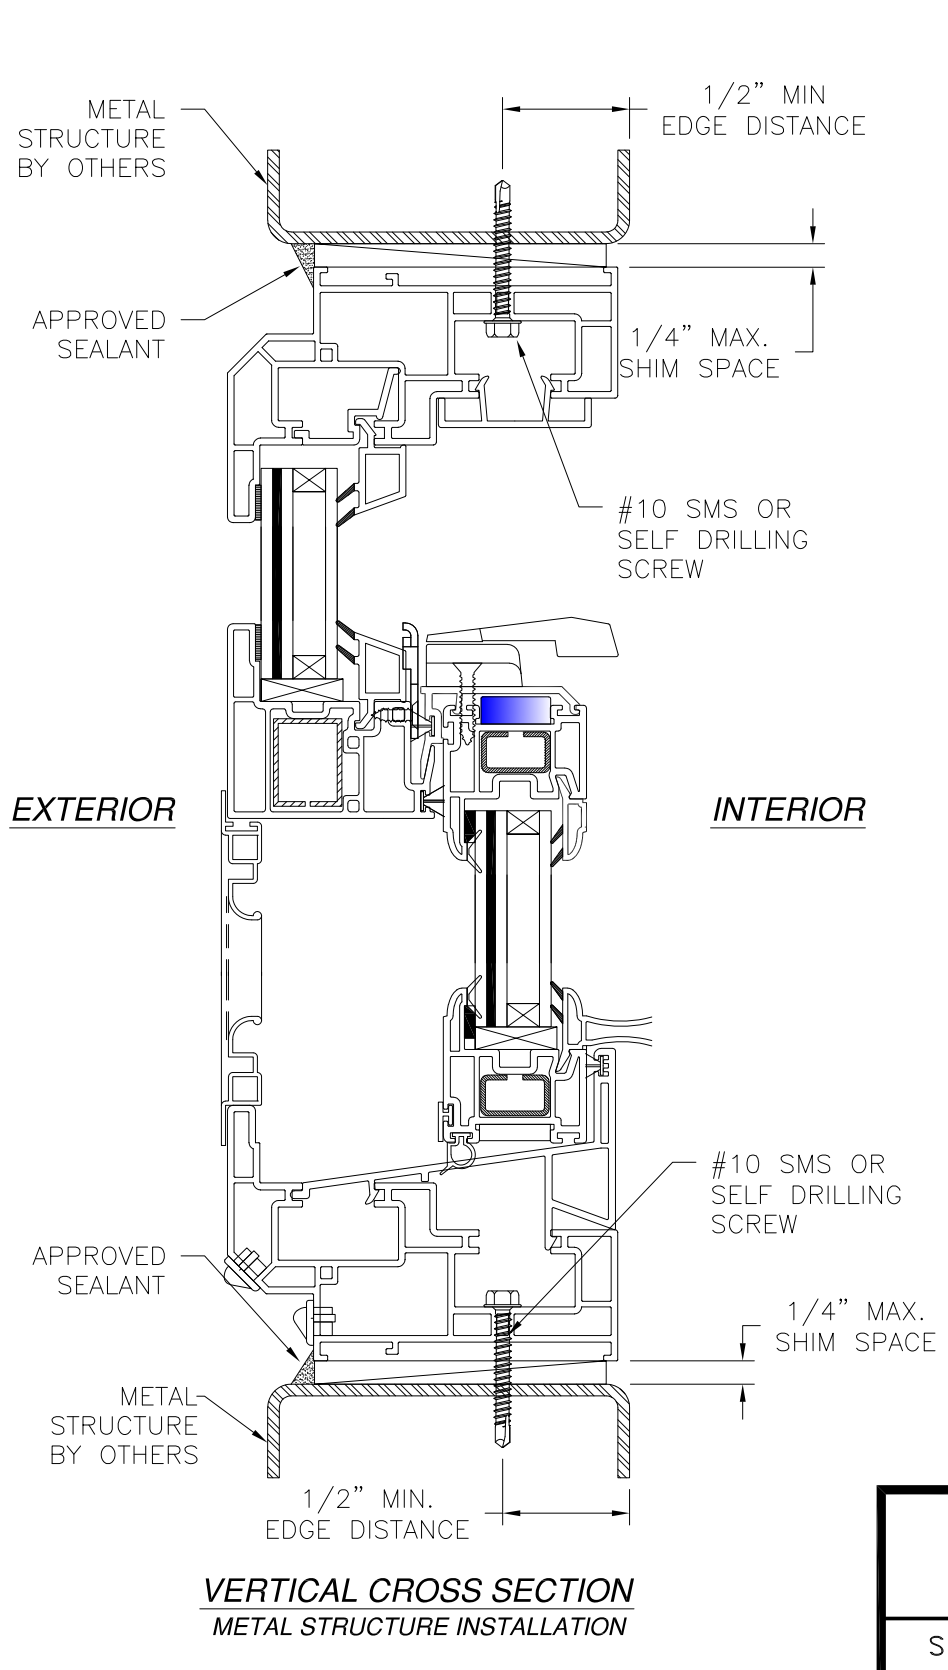 1/2" MIN
EDGE DISTANCE
METAL
STRUCTURE
BY OTHERS
APPROVED
SEALANT
1/4" MAX.
SHIM SPACE
#10 SMS OR
SELF DRILLING
SCREW
EXTERIOR
INTERIOR
#10 SMS OR
SELF DRILLING
SCREW
APPROVED
SEALANT
1/4" MAX.
SHIM SPACE
METAL
STRUCTURE
BY OTHERS
1/2" MIN.
EDGE DISTANCE
VERTICAL CROSS SECTION
METAL STRUCTURE INSTALLATION
S